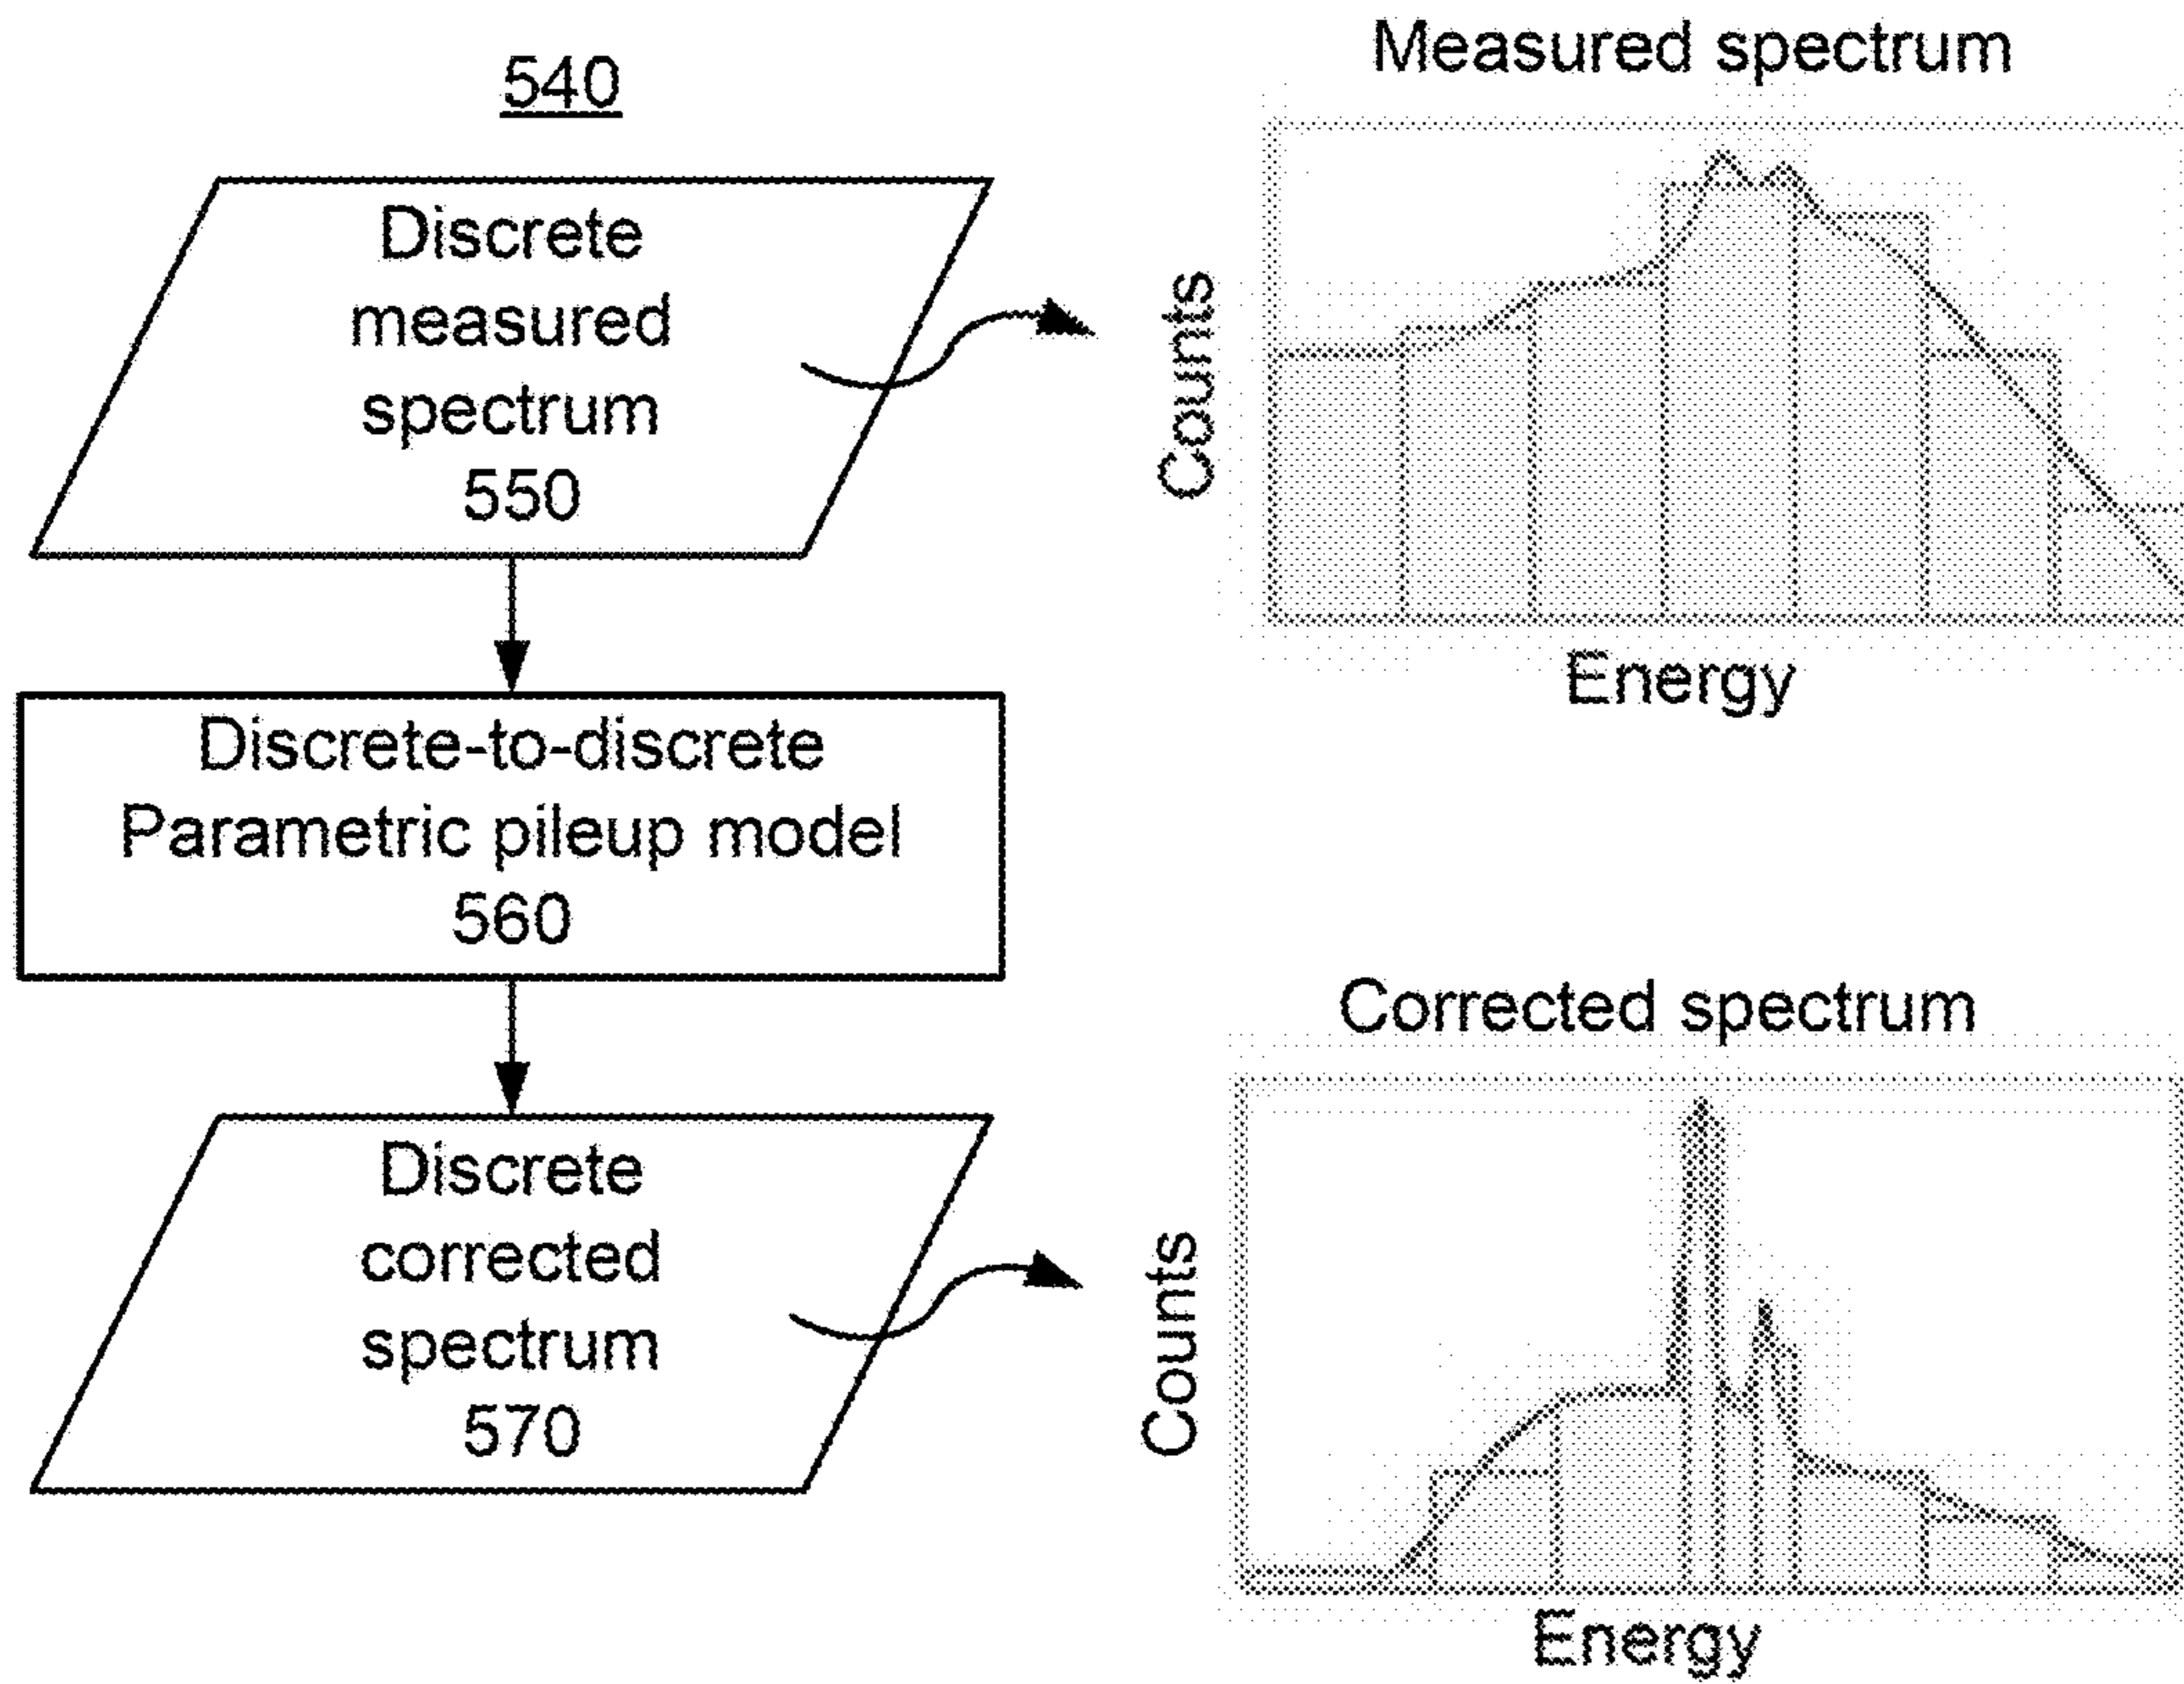 540
Discrete
measured
spectrum
550
Discrete-to-discrete
Parametric pileup model
560
Discrete
corrected
spectrum
570
Measured spectrum
Counts
Energy
Corrected spectrum
Counts
Energy